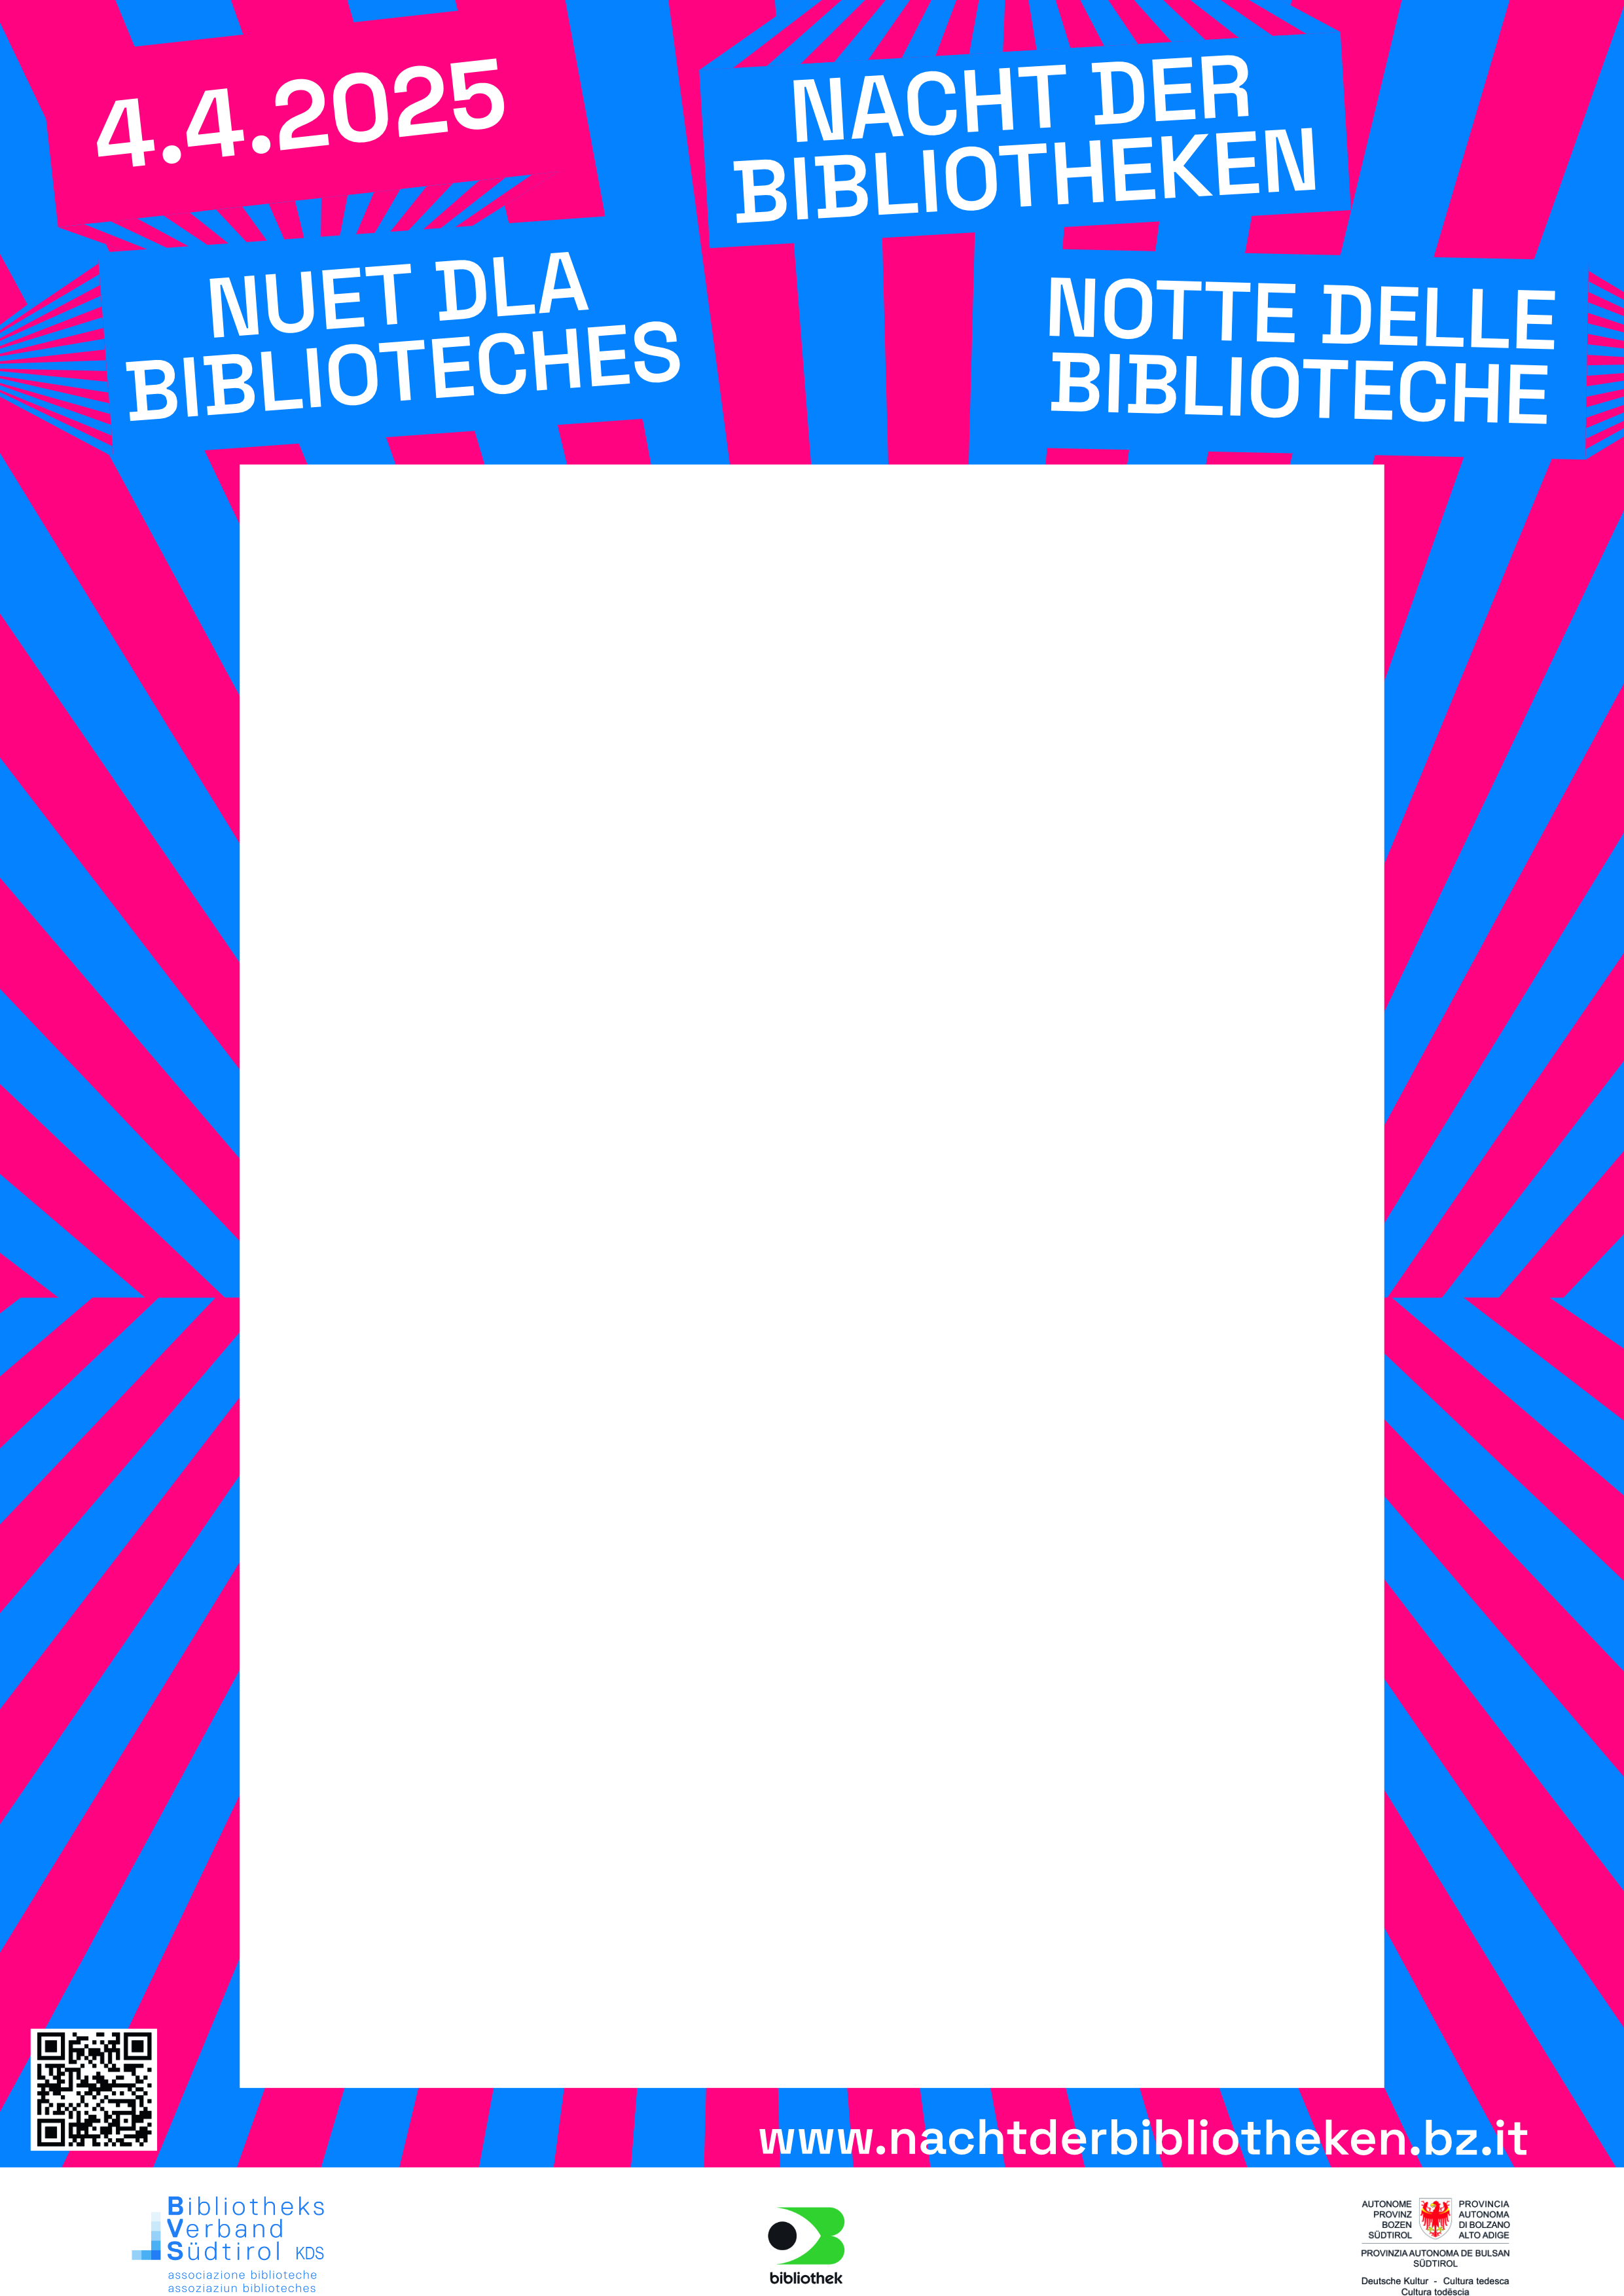 4.4.2025
NACHT DER
BIBLIOTHEKEN
NUET DLA
BIBLIOTECHES
NOTTE DELLE
BIBLIOTECHE
www.nachtderbibliotheken.bz.it
Bibliotheks
Verband
Südtirol KDS
associazione biblioteche
assoziaziun biblioteches
bibliothek
AUTONOME
PROVINZ
BOZEN
SÜDTIROL
PROVINCIA
AUTONOMA
DI BOLZANO
ALTO ADIGE
PROVINZIA AUTONOMA DE BULSAN
SÜDTIROL
Deutsche Kultur - Cultura tedesca
Cultura todëscia